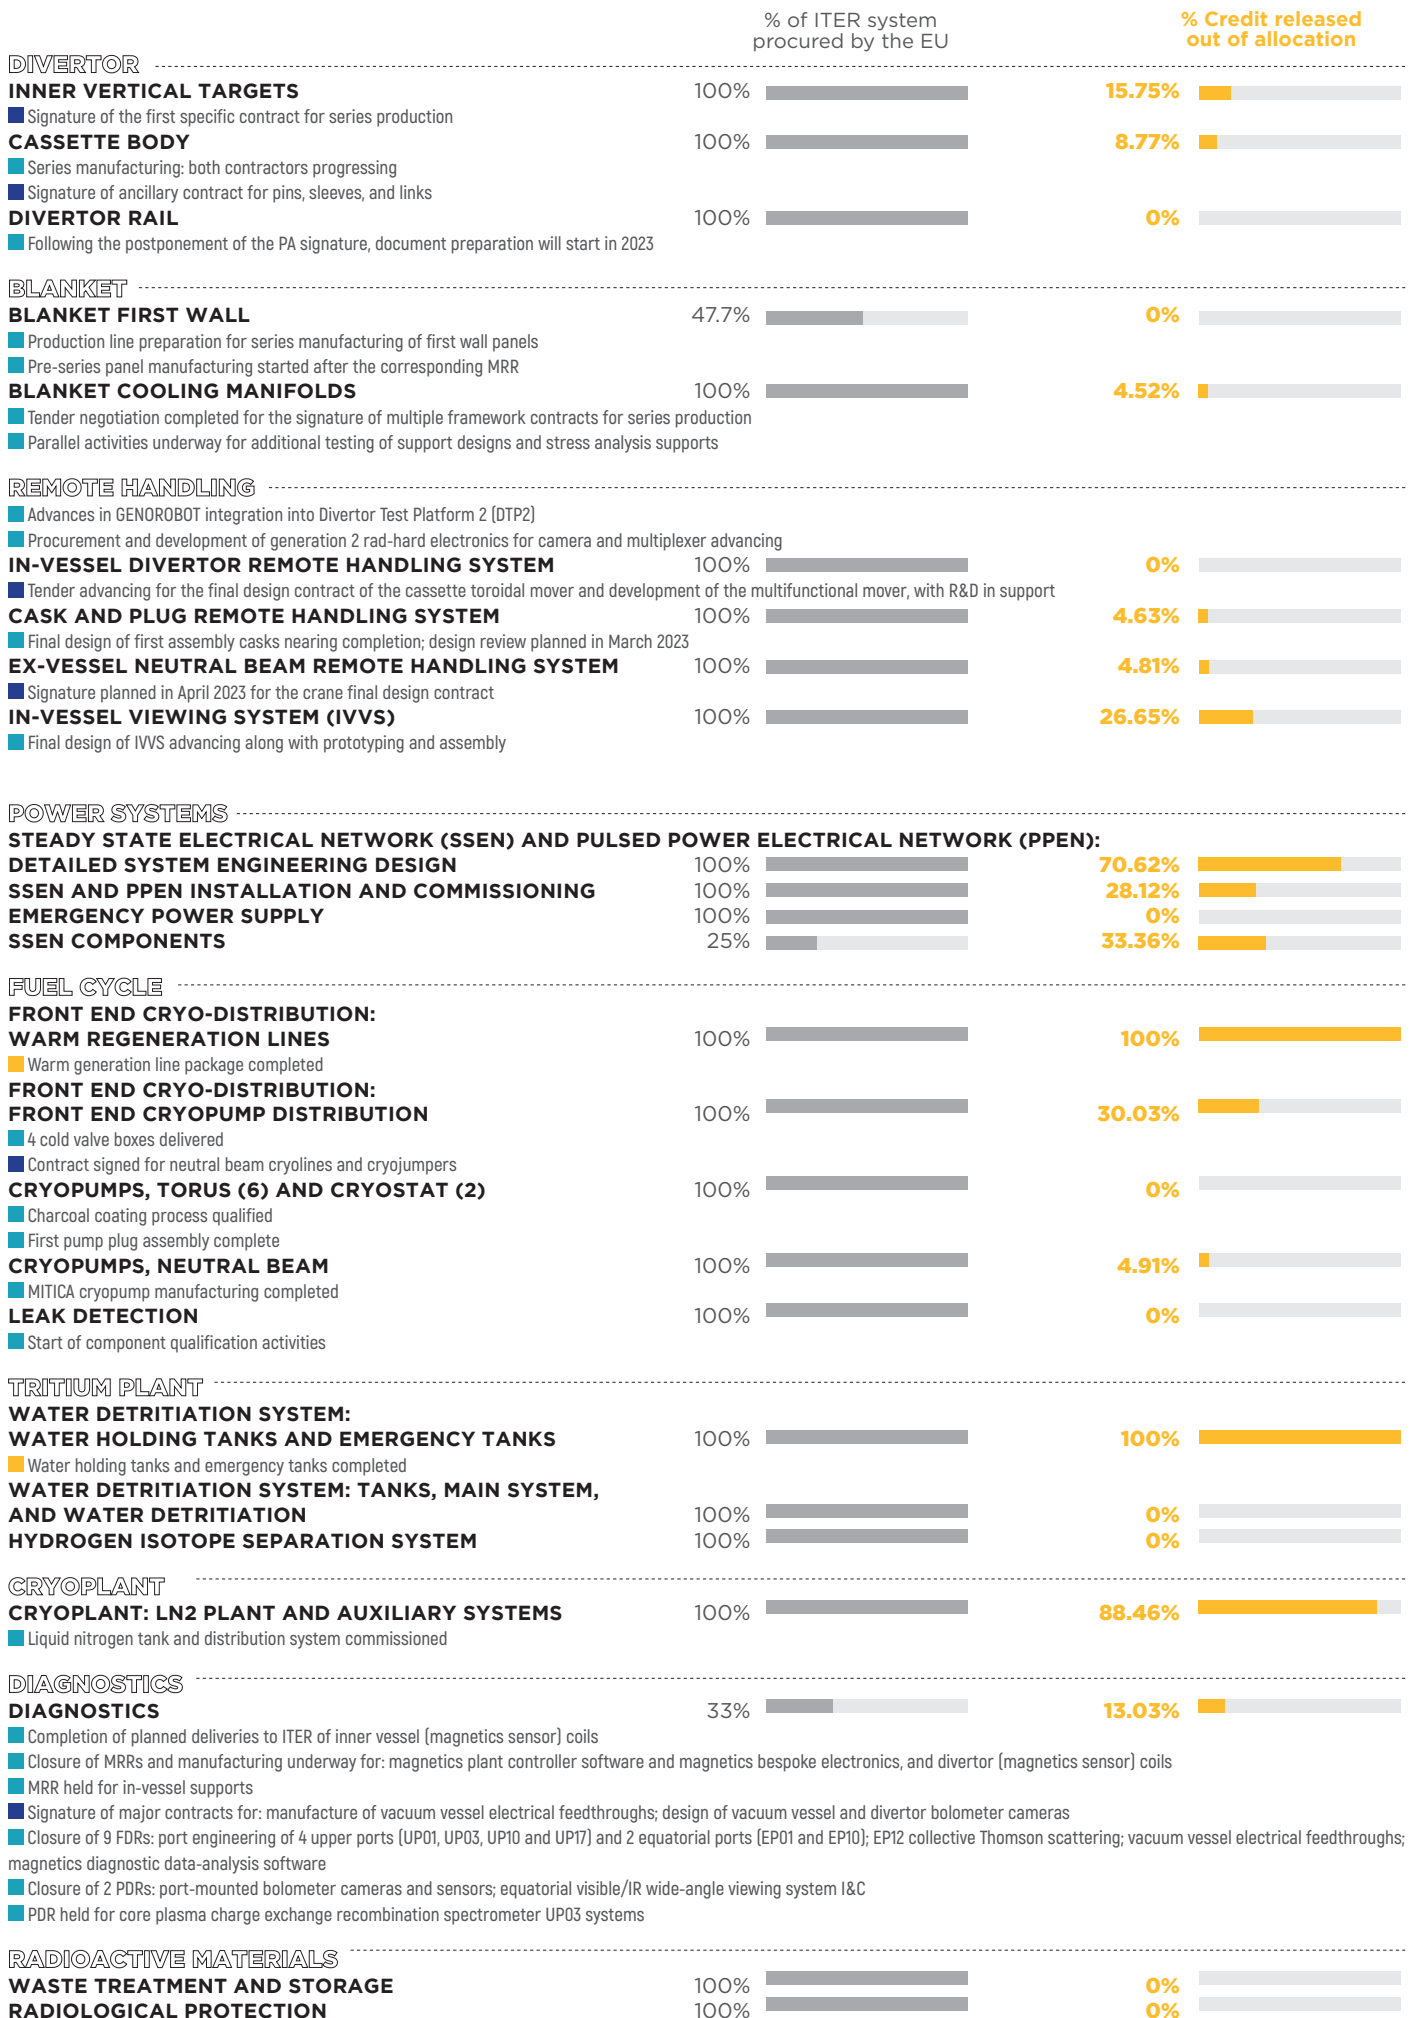 % of ITER system
procured by the EU
% Credit released
out of allocation
DIVERTOR
INNER VERTICAL TARGETS 100% 15.75%
Signature of the first specific contract for series production
CASSETTE BODY 100% 8.77%
Series manufacturing: both contractors progressing
Signature of ancillary contract for pins, sleeves, and links
DIVERTOR RAIL 100% 0%
Following the postponement of the PA signature, document preparation will start in 2023
BLANKET
BLANKET FIRST WALL 47.7% 0%
Production line preparation for series manufacturing of first wall panels
Pre-series panel manufacturing started after the corresponding MRR
BLANKET COOLING MANIFOLDS 100% 4.52%
Tender negotiation completed for the signature of multiple framework contracts for series production
Parallel activities underway for additional testing of support designs and stress analysis supports
REMOTE HANDLING
Advances in GENOROBOT integration into Divertor Test Platform 2 (DTP2)
Procurement and development of generation 2 rad-hard electronics for camera and multiplexer advancing
IN-VESSEL DIVERTOR REMOTE HANDLING SYSTEM 100% 0%
Tender advancing for the final design contract of the cassette toroidal mover and development of the multifunctional mover, with R&D in support
CASK AND PLUG REMOTE HANDLING SYSTEM 100% 4.63%
Final design of first assembly casks nearing completion; design review planned in March 2023
EX-VESSEL NEUTRAL BEAM REMOTE HANDLING SYSTEM 100% 4.81%
Signature planned in April 2023 for the crane final design contract
IN-VESSEL VIEWING SYSTEM (IVVS) 100% 26.65%
Final design of IVVS advancing along with prototyping and assembly
POWER SYSTEMS
STEADY STATE ELECTRICAL NETWORK (SSEN) AND PULSED POWER ELECTRICAL NETWORK (PPEN):
DETAILED SYSTEM ENGINEERING DESIGN 100% 70.62%
SSEN AND PPEN INSTALLATION AND COMMISSIONING 100% 28.12%
EMERGENCY POWER SUPPLY 100% 0%
SSEN COMPONENTS 25% 33.36%
FUEL CYCLE
FRONT END CRYO-DISTRIBUTION:
WARM REGENERATION LINES 100% 100%
Warm generation line package completed
FRONT END CRYO-DISTRIBUTION:
FRONT END CRYOPUMP DISTRIBUTION 100% 30.03%
4 cold valve boxes delivered
Contract signed for neutral beam cryolines and cryojumpers
CRYOPUMPS, TORUS (6) AND CRYOSTAT (2) 100% 0%
Charcoal coating process qualified
First pump plug assembly complete
CRYOPUMPS, NEUTRAL BEAM 100% 4.91%
MITICA cryopump manufacturing completed
LEAK DETECTION 100% 0%
Start of component qualification activities
TRITIUM PLANT
WATER DETRITIATION SYSTEM:
WATER HOLDING TANKS AND EMERGENCY TANKS 100% 100%
Water holding tanks and emergency tanks completed
WATER DETRITIATION SYSTEM: TANKS, MAIN SYSTEM,
AND WATER DETRITIATION 100% 0%
HYDROGEN ISOTOPE SEPARATION SYSTEM 100% 0%
CRYOPLANT
CRYOPLANT: LN2 PLANT AND AUXILIARY SYSTEMS 100% 88.46%
Liquid nitrogen tank and distribution system commissioned
DIAGNOSTICS
DIAGNOSTICS 33% 13.03%
Completion of planned deliveries to ITER of inner vessel (magnetics sensor) coils
Closure of MRRs and manufacturing underway for: magnetics plant controller software and magnetics bespoke electronics, and divertor (magnetics sensor) coils
MRR held for in-vessel supports
Signature of major contracts for: manufacture of vacuum vessel electrical feedthroughs; design of vacuum vessel and divertor bolometer cameras
Closure of 9 FDRs: port engineering of 4 upper ports (UP01, UP03, UP10 and UP17) and 2 equatorial ports (EP01 and EP10); EP12 collective Thomson scattering; vacuum vessel electrical feedthroughs;
magnetics diagnostic data-analysis software
Closure of 2 PDRs: port-mounted bolometer cameras and sensors; equatorial visible/IR wide-angle viewing system I&C
PDR held for core plasma charge exchange recombination spectrometer UP03 systems
RADIOACTIVE MATERIALS
WASTE TREATMENT AND STORAGE 100% 0%
RADIOLOGICAL PROTECTION 100% 0%